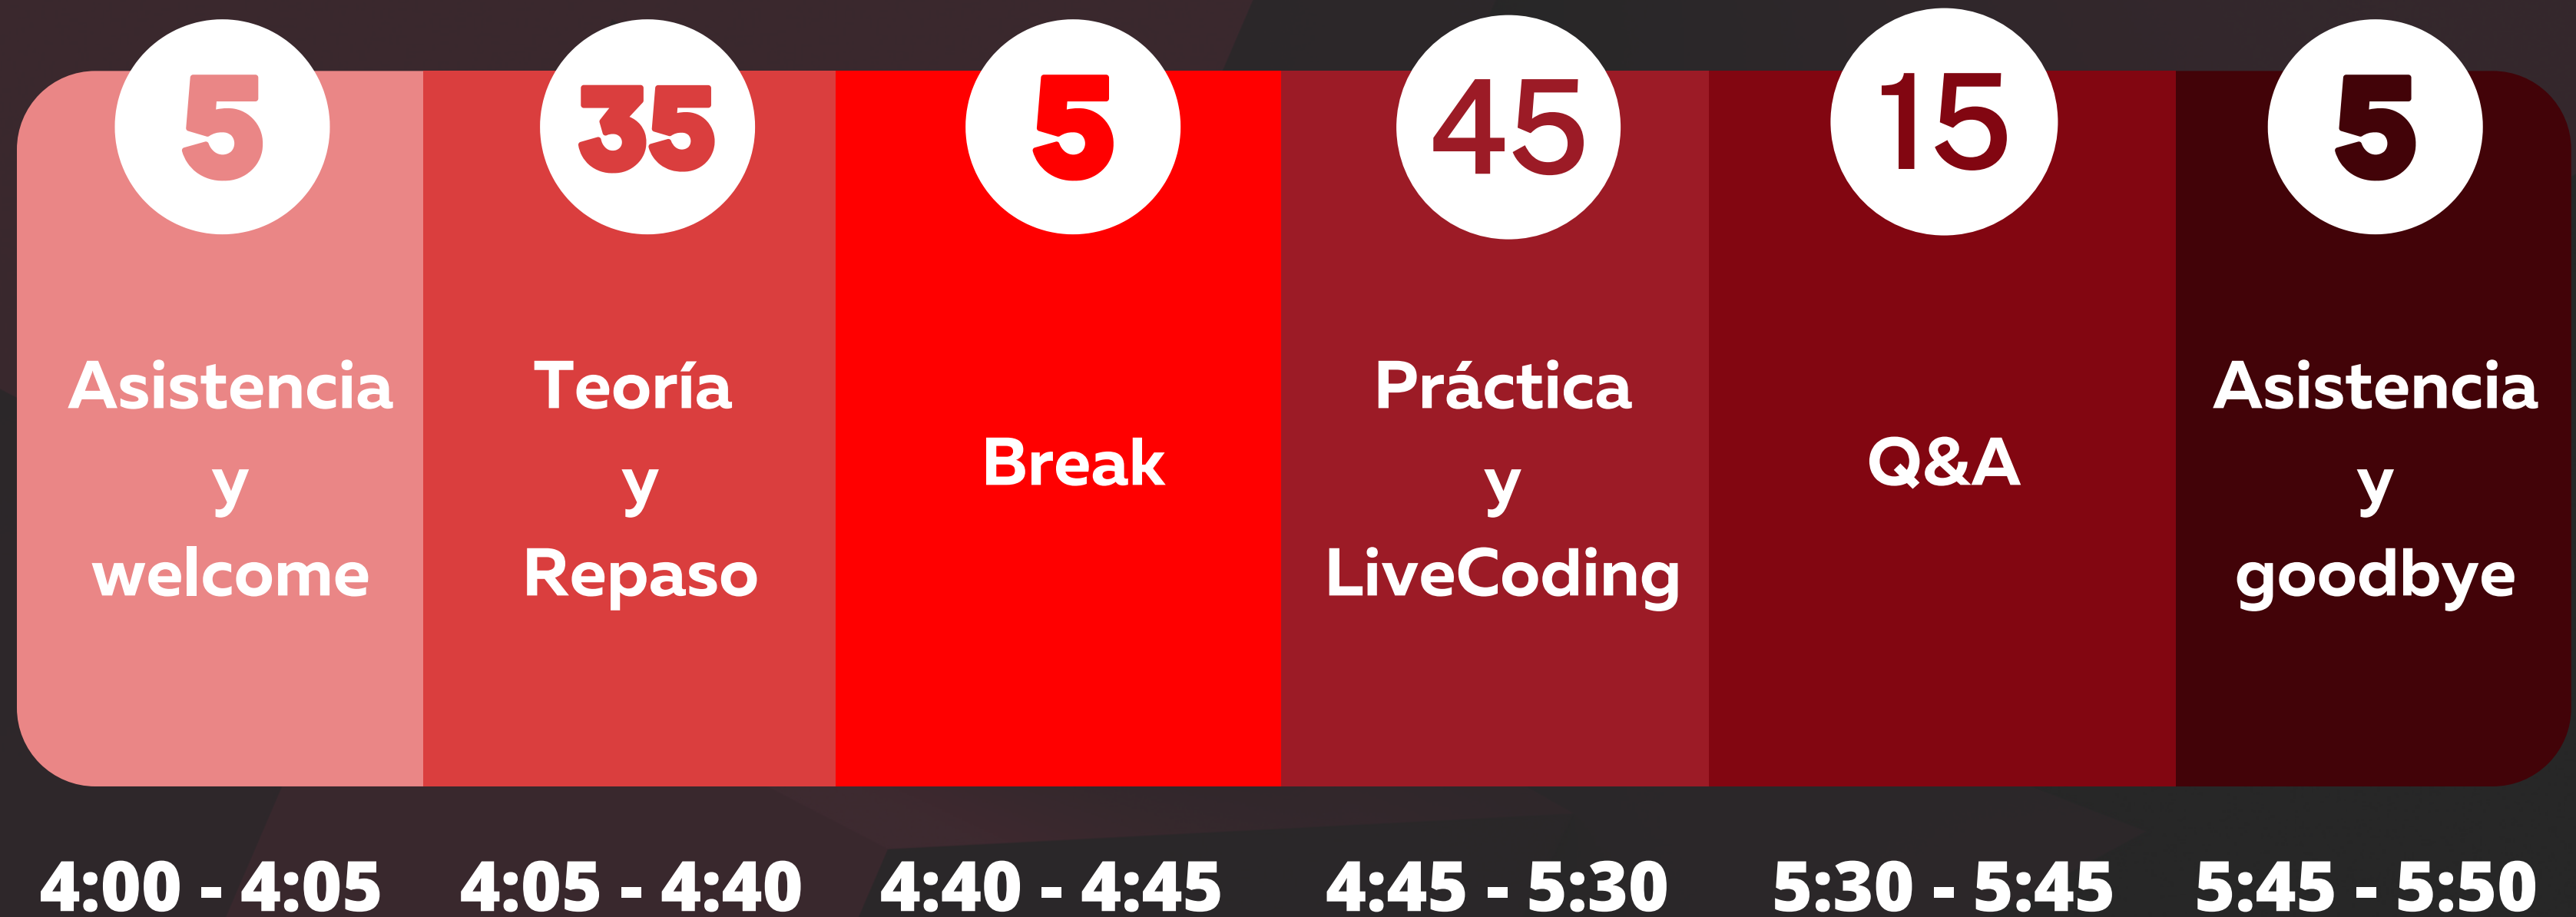 5
Asistencia
y
welcome
4:00 - 4:05
35
Teoría
y
Repaso
4:05 - 4:40
5
Break
4:40 - 4:45
45
Práctica
y
LiveCoding
4:45 - 5:30
15
Q&A
5:30 - 5:45
5
Asistencia
y
goodbye
5:45 - 5:50